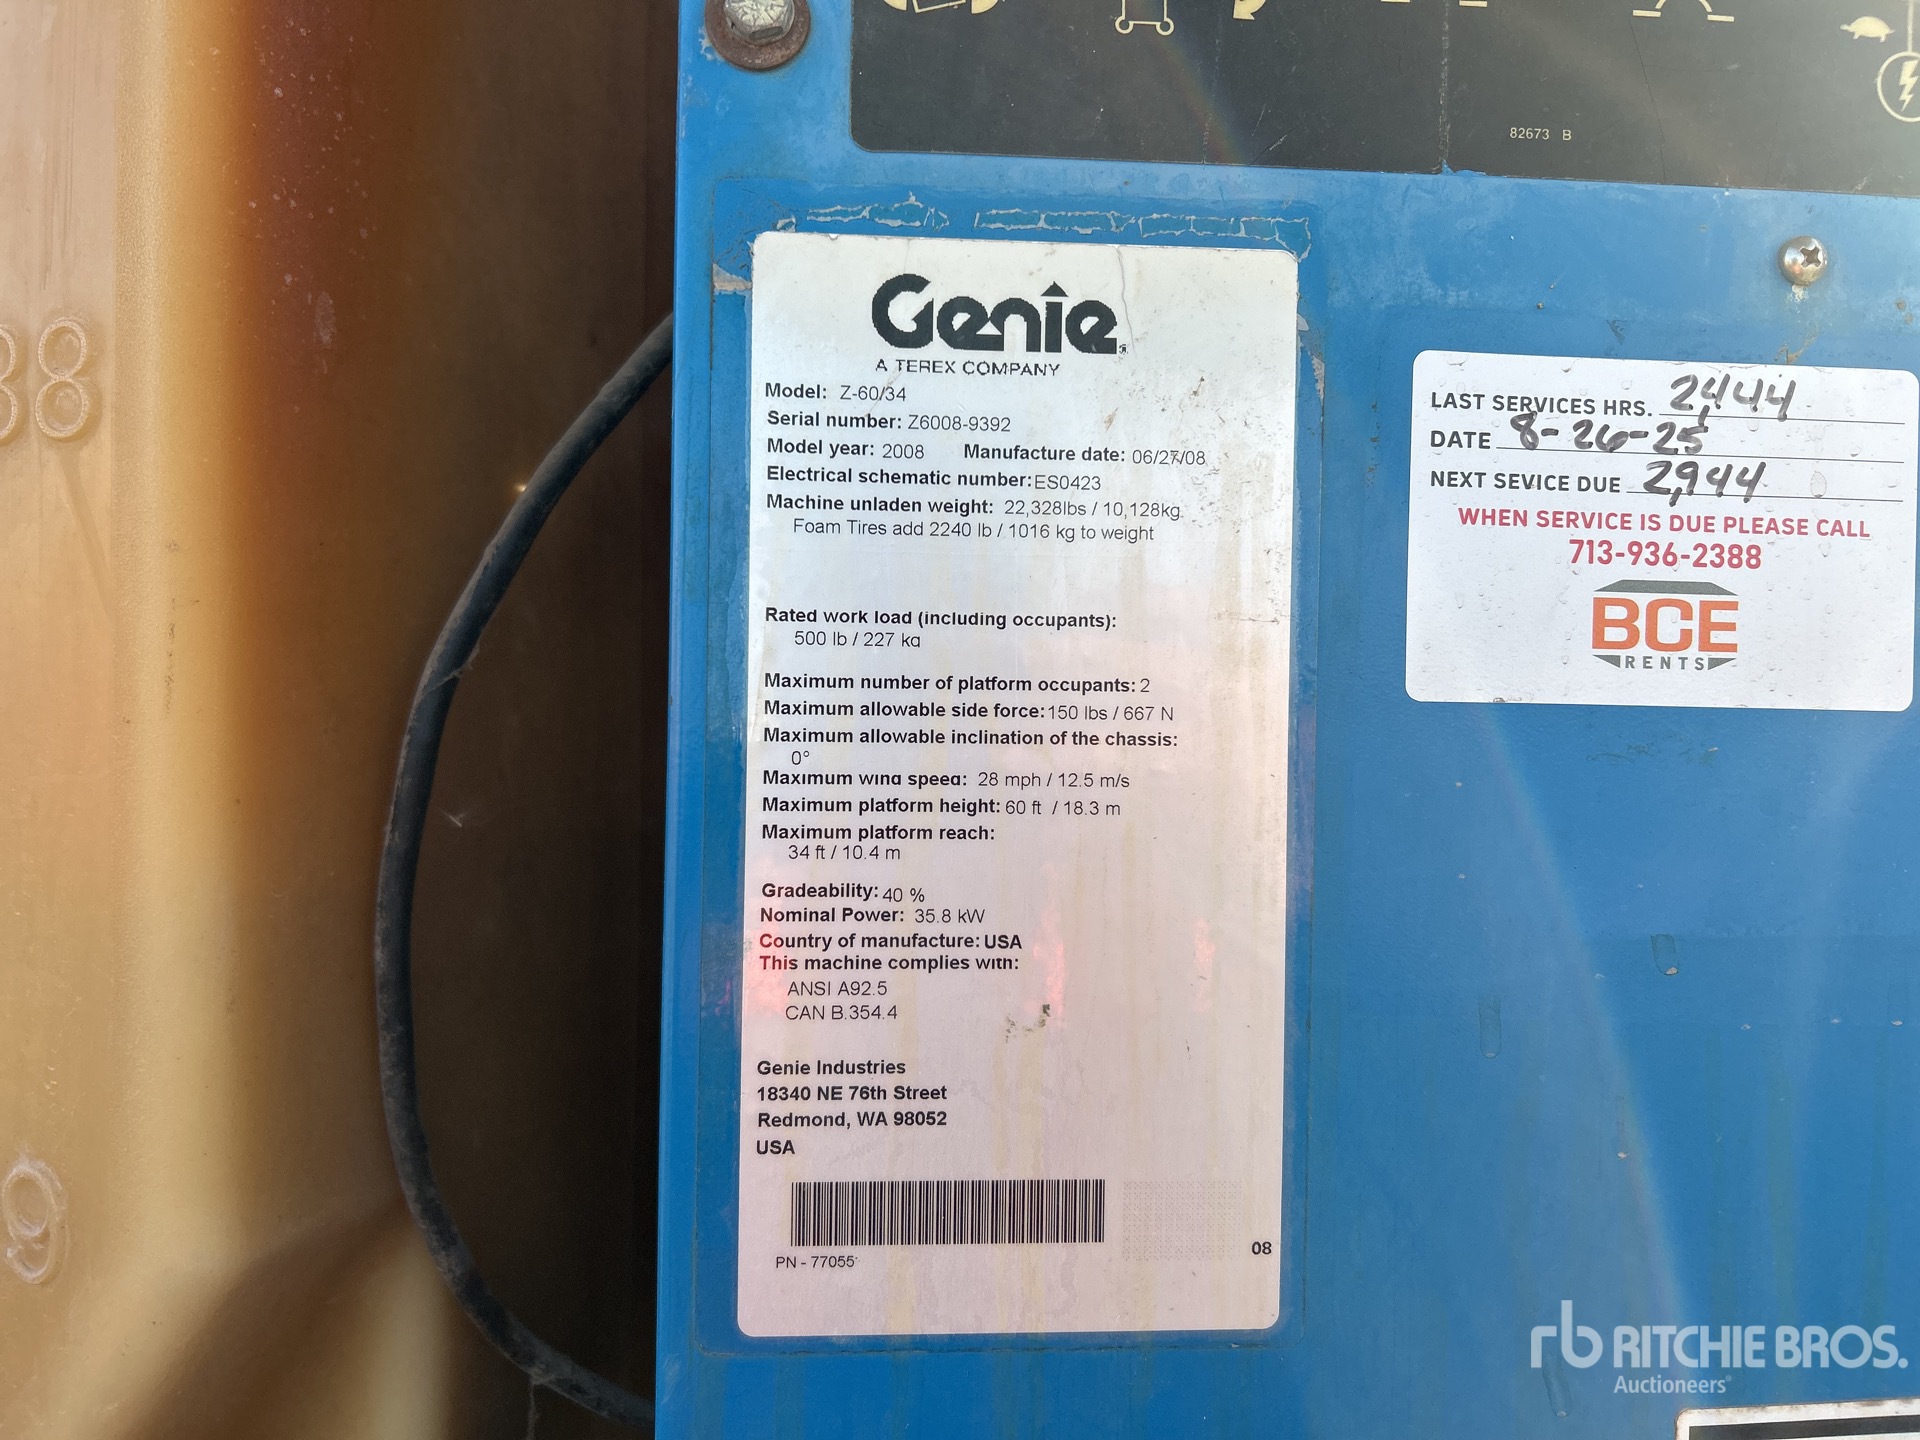 82673 B
Genie
A TEREX COMPANY
Model: Z-60/34
Serial number: Z6008-9392
Model year: 2008 Manufacture date: 06/27/08
Electrical schematic number: ES0423
Machine unladen weight: 22,328lbs / 10,128kg
Foam Tires add 2240 lb / 1016 kg to weight
Rated work load (including occupants):
500 lb / 227 kg
Maximum number of platform occupants: 2
Maximum allowable side force: 150 lbs / 667 N
Maximum allowable inclination of the chassis:
0°
Maximum wind speed: 28 mph / 12.5 m/s
Maximum platform height: 60 ft / 18.3 m
Maximum platform reach:
34 ft / 10.4 m
Gradeability: 40 %
Nominal Power: 35.8 kW
Country of manufacture: USA
This machine complies with:
ANSI A92.5
CAN B.354.4
Genie Industries
18340 NE 76th Street
Redmond, WA 98052
USA
PN - 77055
08
LAST SERVICES HRS. 2,444
DATE 8-26-25
NEXT SEVICE DUE 2,944
WHEN SERVICE IS DUE PLEASE CALL
713-936-2388
BCE
RENTS
88
9
rb RITCHIE BROS.
Auctioneers